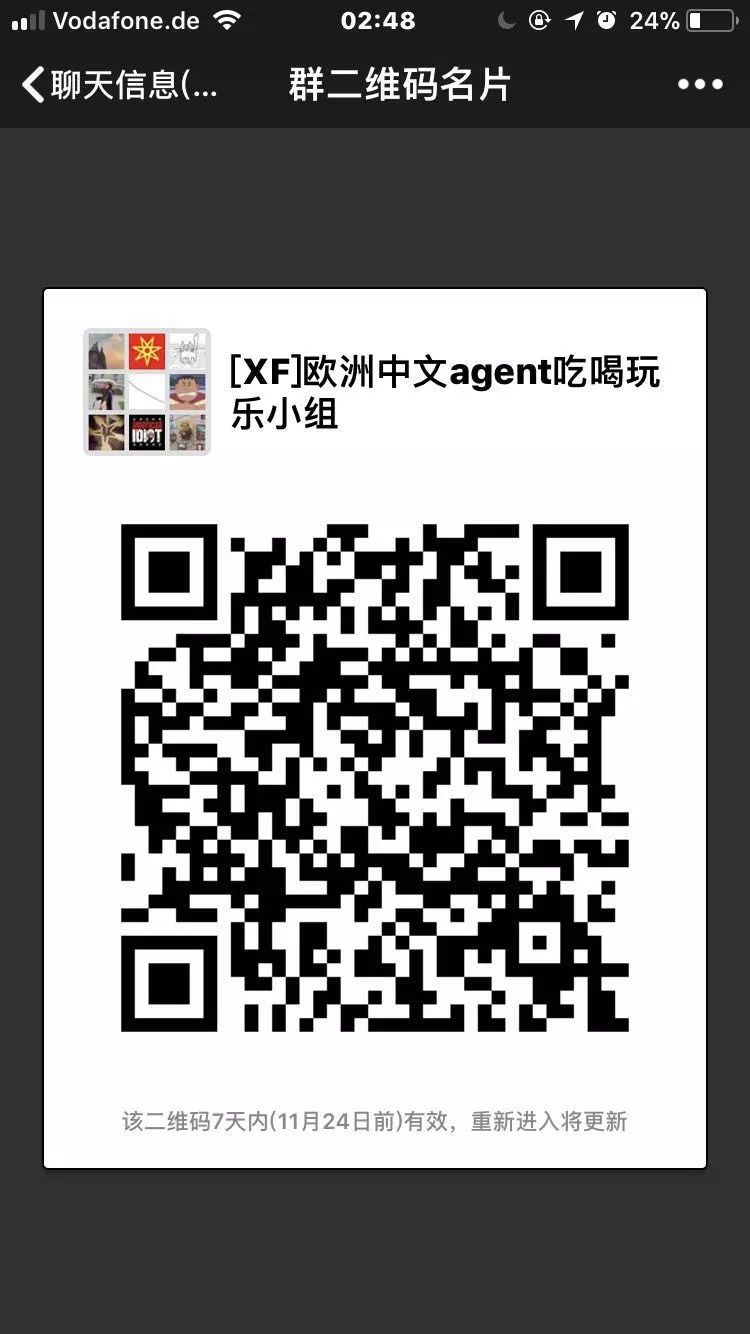 Vodafone.de 02:48 24%
聊天信息(... 群二维码名片
[XF]欧洲中文agent吃喝玩
乐小组
AMERICAN
IDIOT
该二维码7天内(11月24日前)有效，重新进入将更新